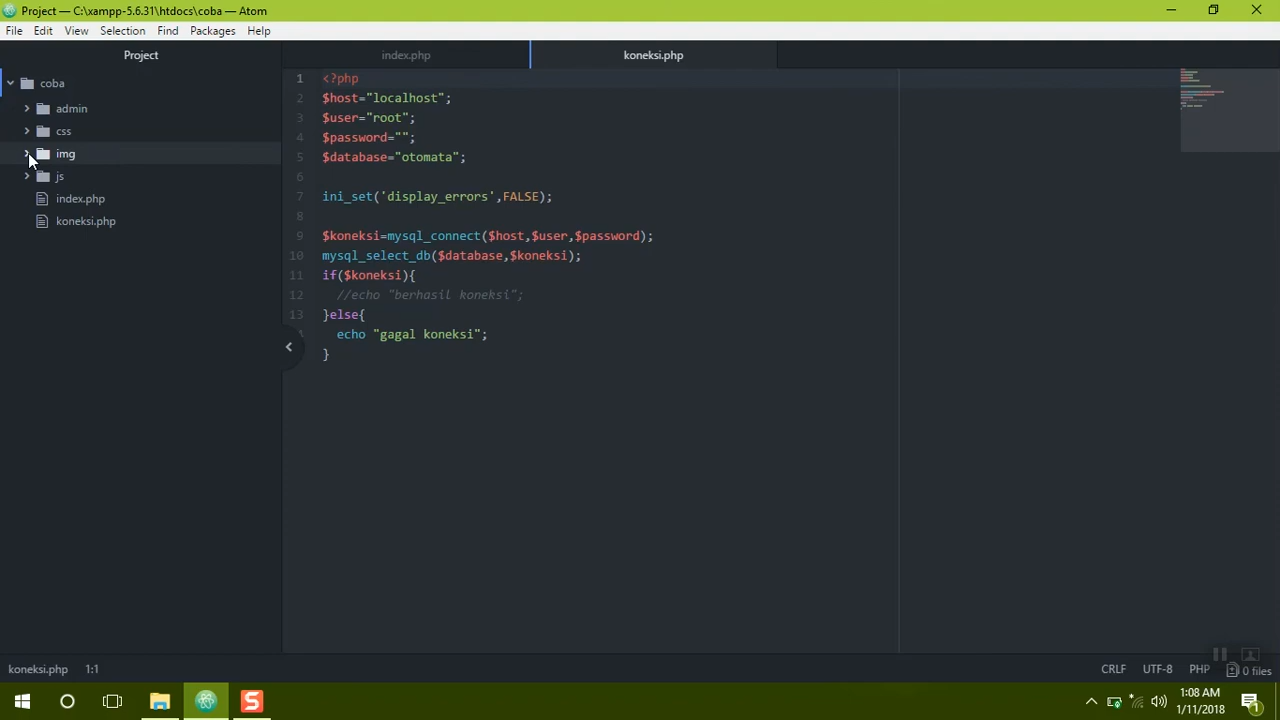 Project — C:\xampp-5.6.31\htdocs\coba — Atom
File Edit View Selection Find Packages Help
Project
index.php
koneksi.php
coba
admin
css
img
js
index.php
koneksi.php
1 <?php
2 $host="localhost";
3 $user="root";
4 $password="";
5 $database="otomata";
6
7 ini_set('display_errors',FALSE);
8
9 $koneksi=mysql_connect($host,$user,$password);
10 mysql_select_db($database,$koneksi);
11 if($koneksi){
12 //echo "berhasil koneksi";
13 }else{
echo "gagal koneksi";
}
koneksi.php 1:1
CRLF UTF-8 PHP 0 files
1:08 AM
1/11/2018
1